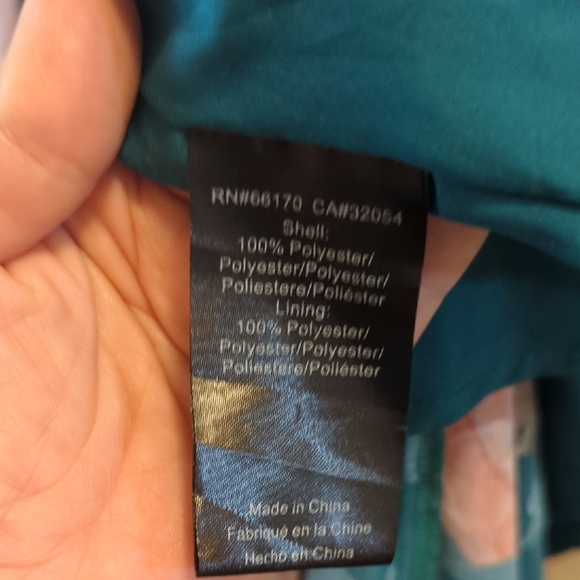 RN#66170 CA#32054
Shell:
100% Polyester/
Polyester/Polyester/
Poliestere/Poliéster
Lining:
100% Polyester/
Polyester/Polyester/
Poliestere/Poliéster
Made in China
Fabriqué en la Chine
Hecho en China